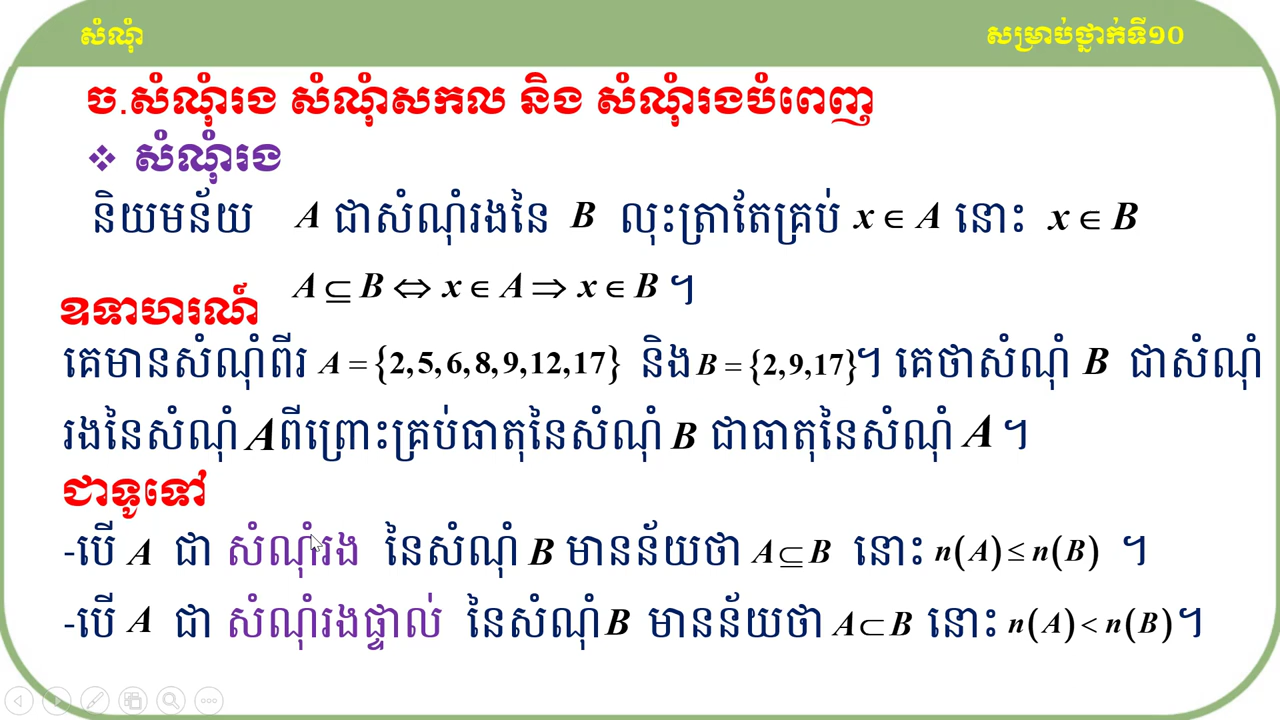 សំណុំ
សម្រាប់ថ្នាក់ទី១០
ច.សំណុំរង សំណុំសកល និង សំណុំរងបំពេញ
❖ សំណុំរង
និយមន័យ A ជាសំណុំរងនៃ B លុះត្រាតែគ្រប់ x ∈ A នោះ x ∈ B
A ⊆ B ⇔ x ∈ A ⇒ x ∈ B ។
ឧទាហរណ៍
គេមានសំណុំពីរ A = {2,5,6,8,9,12,17} និង B = {2,9,17}។ គេថាសំណុំ B ជាសំណុំ
រងនៃសំណុំ A ពីព្រោះគ្រប់ធាតុនៃសំណុំ B ជាធាតុនៃសំណុំ A ។
ជាទូទៅ
-បើ A ជា សំណុំរង នៃសំណុំ B មានន័យថា A ⊆ B នោះ n(A) ≤ n(B) ។
-បើ A ជា សំណុំរងផ្ទាល់ នៃសំណុំ B មានន័យថា A ⊂ B នោះ n(A) < n(B) ។